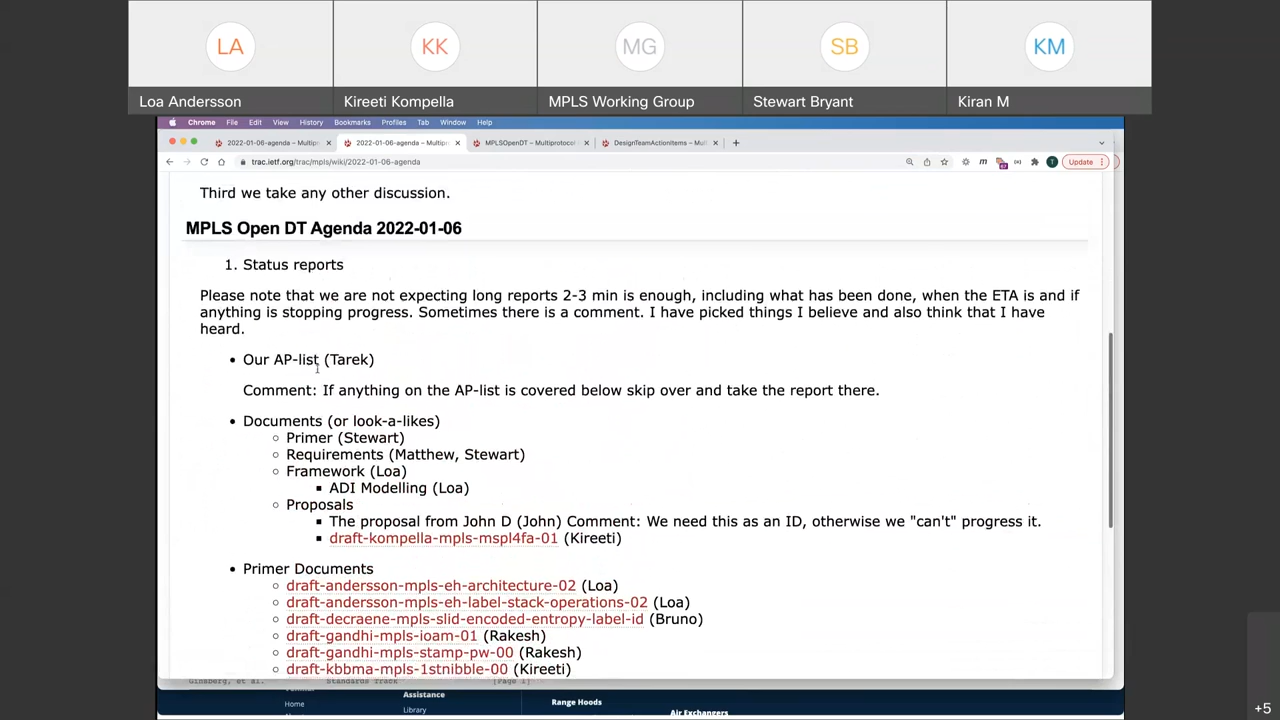 LA
KK
MG
SB
KM
Loa Andersson
Kireeti Kompella
MPLS Working Group
Stewart Bryant
Kiran M
Chrome File Edit View History Bookmarks Profiles Tab Window Help
2022-01-06-agenda – Multipro
2022-01-06-agenda – Multipr
MPLSOpenDT – Multiprotoco
DesignTeamActionItems – Mult
trac.ietf.org/trac/mpls/wiki/2022-01-06-agenda
T
Update
Third we take any other discussion.
MPLS Open DT Agenda 2022-01-06
1. Status reports
Please note that we are not expecting long reports 2-3 min is enough, including what has been done, when the ETA is and if
anything is stopping progress. Sometimes there is a comment. I have picked things I believe and also think that I have
heard.
• Our AP-list (Tarek)
Comment: If anything on the AP-list is covered below skip over and take the report there.
• Documents (or look-a-likes)
Primer (Stewart)
Requirements (Matthew, Stewart)
Framework (Loa)
ADI Modelling (Loa)
Proposals
The proposal from John D (John) Comment: We need this as an ID, otherwise we "can't" progress it.
draft-kompella-mpls-mspl4fa-01 (Kireeti)
• Primer Documents
draft-andersson-mpls-eh-architecture-02 (Loa)
draft-andersson-mpls-eh-label-stack-operations-02 (Loa)
draft-decraene-mpls-slid-encoded-entropy-label-id (Bruno)
draft-gandhi-mpls-ioam-01 (Rakesh)
draft-gandhi-mpls-stamp-pw-00 (Rakesh)
draft-kbbma-mpls-1stnibble-00 (Kireeti)
Ginsberg, et al. Standards Track [Page 1]
Home
Assistance
Library
Range Hoods
Air Exchangers
+5